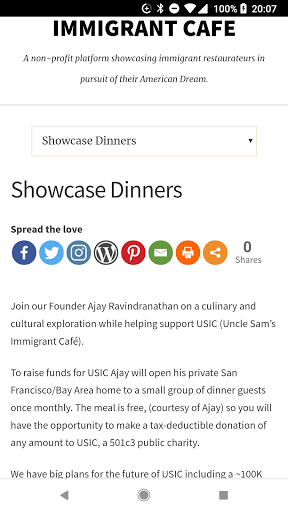 100% 20:07
IMMIGRANT CAFE
A non-profit platform showcasing immigrant restaurateurs in
pursuit of their American Dream.
Showcase Dinners
Showcase Dinners
Spread the love
0
Shares
Join our Founder Ajay Ravindranathan on a culinary and
cultural exploration while helping support USIC (Uncle Sam's
Immigrant Café).
To raise funds for USIC Ajay will open his private San
Francisco/Bay Area home to a small group of dinner guests
once monthly. The meal is free, (courtesy of Ajay) so you will
have the opportunity to make a tax-deductible donation of
any amount to USIC, a 501c3 public charity.
We have big plans for the future of USIC including a ~100K